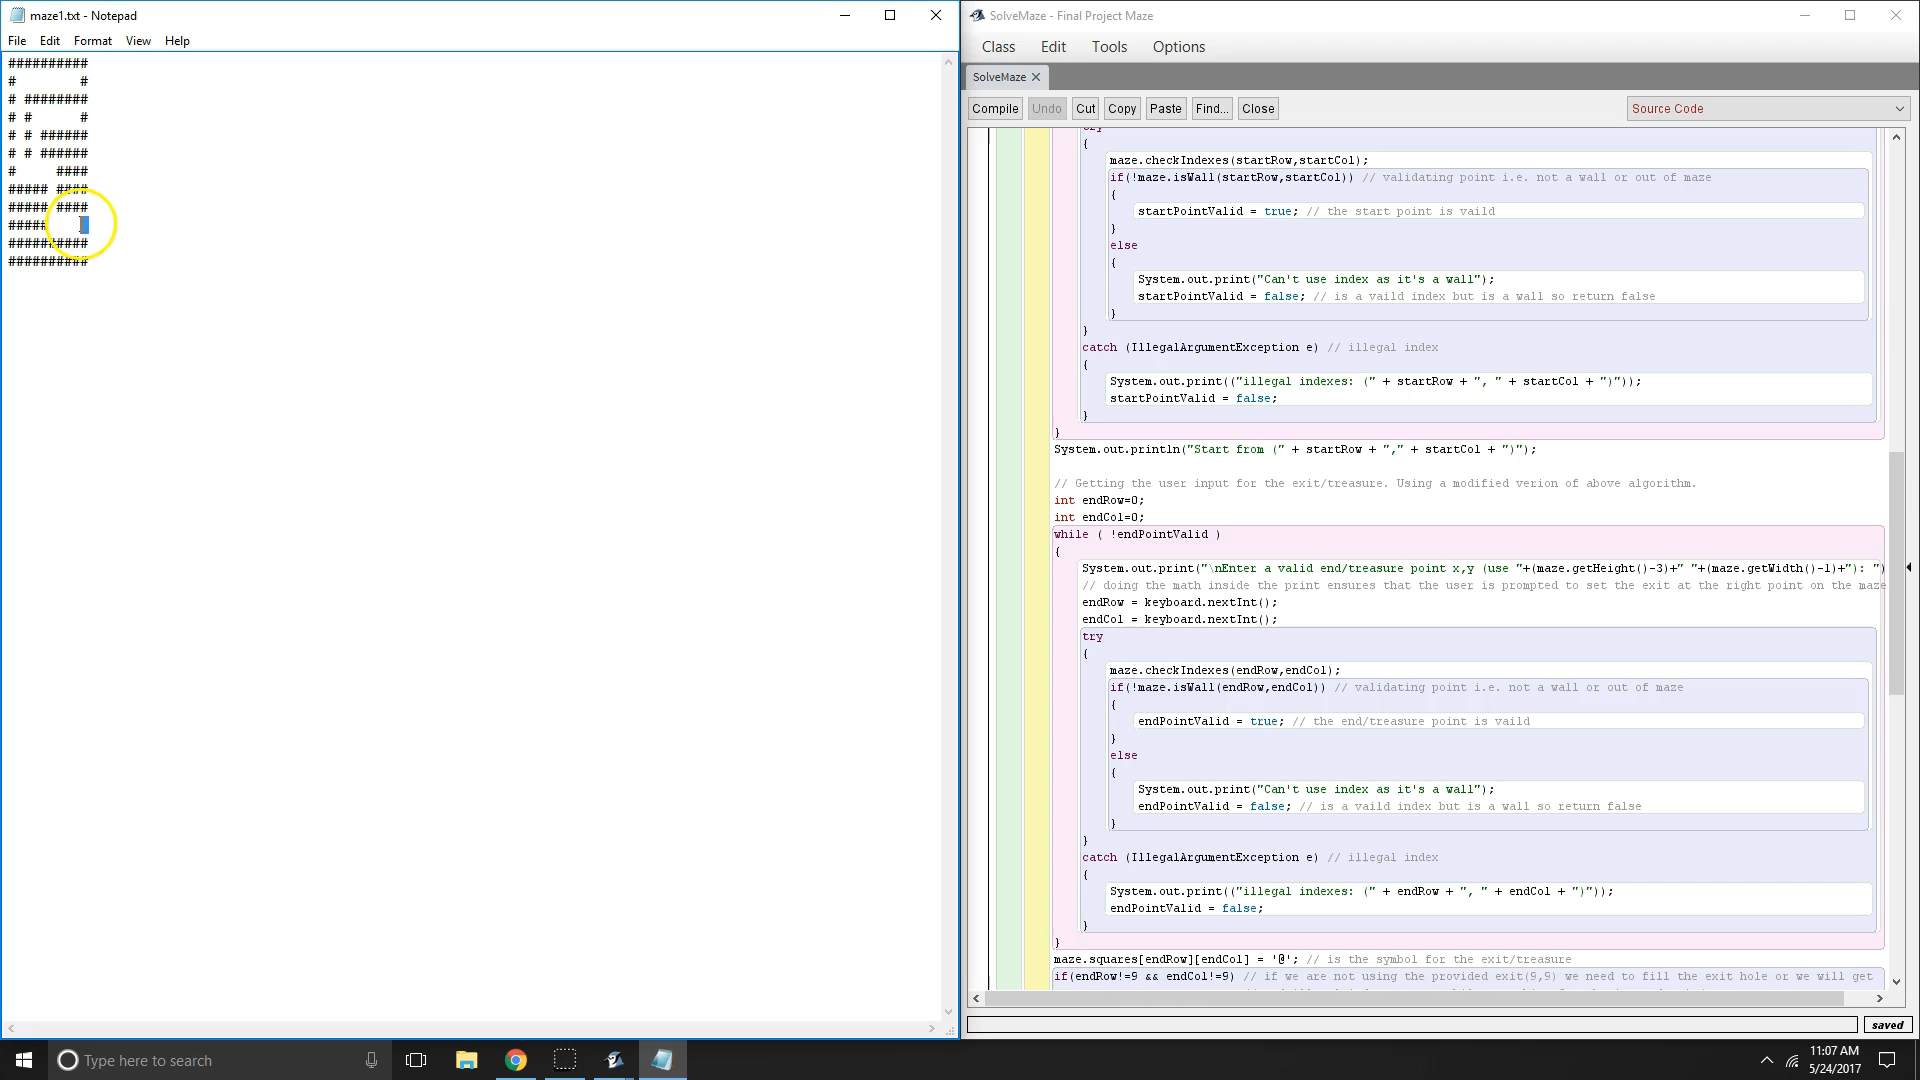 maze1.txt - Notepad
File Edit Format View Help
##########
#        #
# ########
# #      #
# # ######
# # ######
#     ####
##### ####
##### ####
#####
##########
##########
SolveMaze - Final Project Maze
Class Edit Tools Options
SolveMaze
Compile Undo Cut Copy Paste Find... Close
Source Code
try
{
maze.checkIndexes(startRow,startCol);
if(!maze.isWall(startRow,startCol)) // validating point i.e. not a wall or out of maze
{
startPointValid = true; // the start point is vaild
}
else
{
System.out.print("Can't use index as it's a wall");
startPointValid = false; // is a vaild index but is a wall so return false
}
}
catch (IllegalArgumentException e) // illegal index
{
System.out.print(("illegal indexes: (" + startRow + ", " + startCol + ")"));
startPointValid = false;
}
}
System.out.println("Start from (" + startRow + "," + startCol + ")");
// Getting the user input for the exit/treasure. Using a modified verion of above algorithm.
int endRow=0;
int endCol=0;
while ( !endPointValid )
{
System.out.print("\nEnter a valid end/treasure point x,y (use "+(maze.getHeight()-3)+" "+(maze.getWidth()-1)+"): ")
// doing the math inside the print ensures that the user is prompted to set the exit at the right point on the maze
endRow = keyboard.nextInt();
endCol = keyboard.nextInt();
try
{
maze.checkIndexes(endRow,endCol);
if(!maze.isWall(endRow,endCol)) // validating point i.e. not a wall or out of maze
{
endPointValid = true; // the end/treasure point is vaild
}
else
{
System.out.print("Can't use index as it's a wall");
endPointValid = false; // is a vaild index but is a wall so return false
}
}
catch (IllegalArgumentException e) // illegal index
{
System.out.print(("illegal indexes: (" + endRow + ", " + endCol + ")"));
endPointValid = false;
}
}
maze.squares[endRow][endCol] = '@'; // is the symbol for the exit/treasure
if(endRow!=9 && endCol!=9) // if we are not using the provided exit(9,9) we need to fill the exit hole or we will get
saved
Type here to search
11:07 AM
5/24/2017